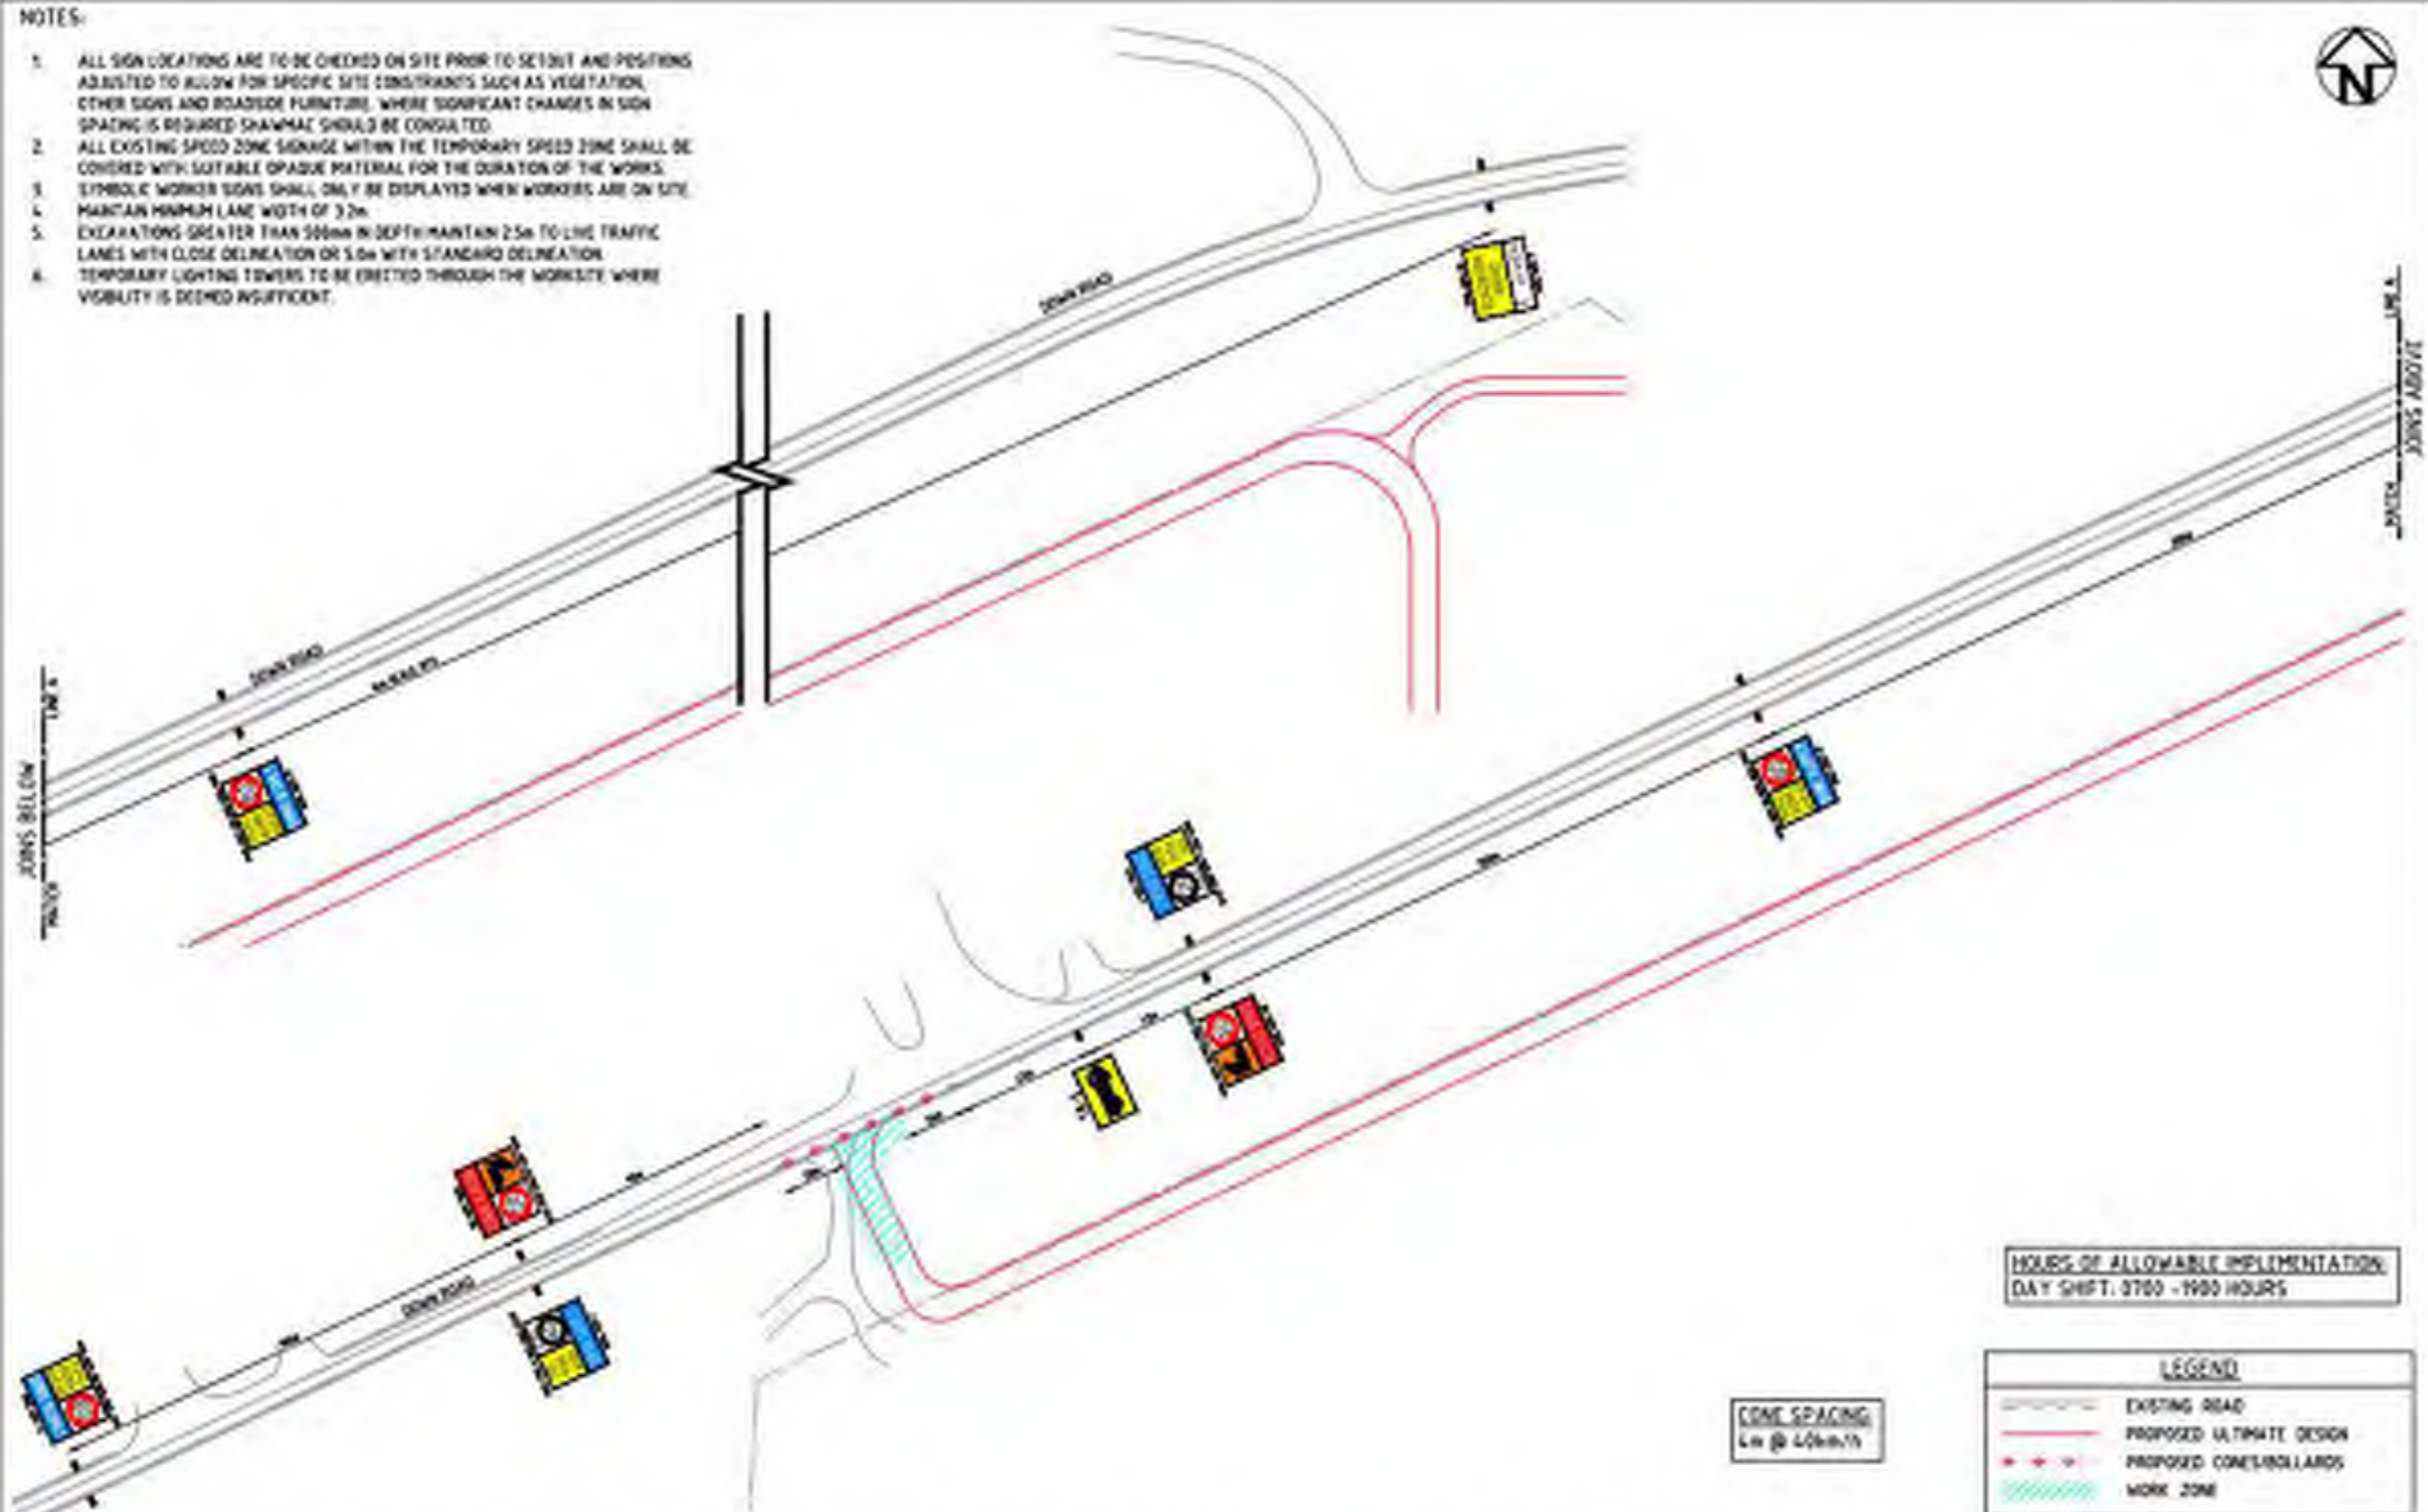 NOTES:
1. ALL SIGN LOCATIONS ARE TO BE CHECKED ON SITE PRIOR TO SETOUT AND POSITIONS
ADJUSTED TO ALLOW FOR SPECIFIC SITE CONSTRAINTS SUCH AS VEGETATION,
OTHER SIGNS AND ROADSIDE FURNITURE. WHERE SIGNIFICANT CHANGES IN SIGN
SPACING IS REQUIRED SHAWMAC SHOULD BE CONSULTED.
2. ALL EXISTING SPEED ZONE SIGNAGE WITHIN THE TEMPORARY SPEED ZONE SHALL BE
COVERED WITH SUITABLE OPAQUE MATERIAL FOR THE DURATION OF THE WORKS.
3. SYMBOLIC WORKER SIGNS SHALL ONLY BE DISPLAYED WHEN WORKERS ARE ON SITE.
4. MAINTAIN MINIMUM LANE WIDTH OF 3.2m.
5. EXCAVATIONS GREATER THAN 500mm IN DEPTH MAINTAIN 2.5m TO LIVE TRAFFIC
LANES WITH CLOSE DELINEATION OR 5.0m WITH STANDARD DELINEATION.
6. TEMPORARY LIGHTING TOWERS TO BE ERECTED THROUGH THE WORKSITE WHERE
VISIBILITY IS DEEMED INSUFFICIENT.
N
DOWN ROAD
JOINS ABOVE
DOWN ROAD
JOINS BELOW
DOWN ROAD
HOURS OF ALLOWABLE IMPLEMENTATION:
DAY SHIFT: 0700 - 1900 HOURS
CONE SPACING:
4m @ 40km/h
LEGEND
EXISTING ROAD
PROPOSED ULTIMATE DESIGN
PROPOSED CONES/BOLLARDS
WORK ZONE